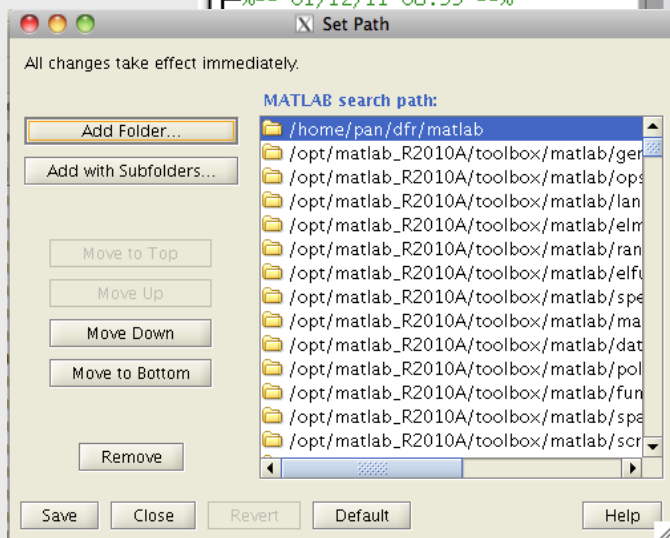 %-- 01/12/11 08:55 --%
Set Path
All changes take effect immediately.
MATLAB search path:
Add Folder...
Add with Subfolders...
Move to Top
Move Up
Move Down
Move to Bottom
Remove
/home/pan/dfr/matlab
/opt/matlab_R2010A/toolbox/matlab/ger
/opt/matlab_R2010A/toolbox/matlab/ops
/opt/matlab_R2010A/toolbox/matlab/lan
/opt/matlab_R2010A/toolbox/matlab/elm
/opt/matlab_R2010A/toolbox/matlab/ran
/opt/matlab_R2010A/toolbox/matlab/elfu
/opt/matlab_R2010A/toolbox/matlab/spe
/opt/matlab_R2010A/toolbox/matlab/ma
/opt/matlab_R2010A/toolbox/matlab/dat
/opt/matlab_R2010A/toolbox/matlab/pol
/opt/matlab_R2010A/toolbox/matlab/fun
/opt/matlab_R2010A/toolbox/matlab/spa
/opt/matlab_R2010A/toolbox/matlab/scr
Save Close Revert Default Help